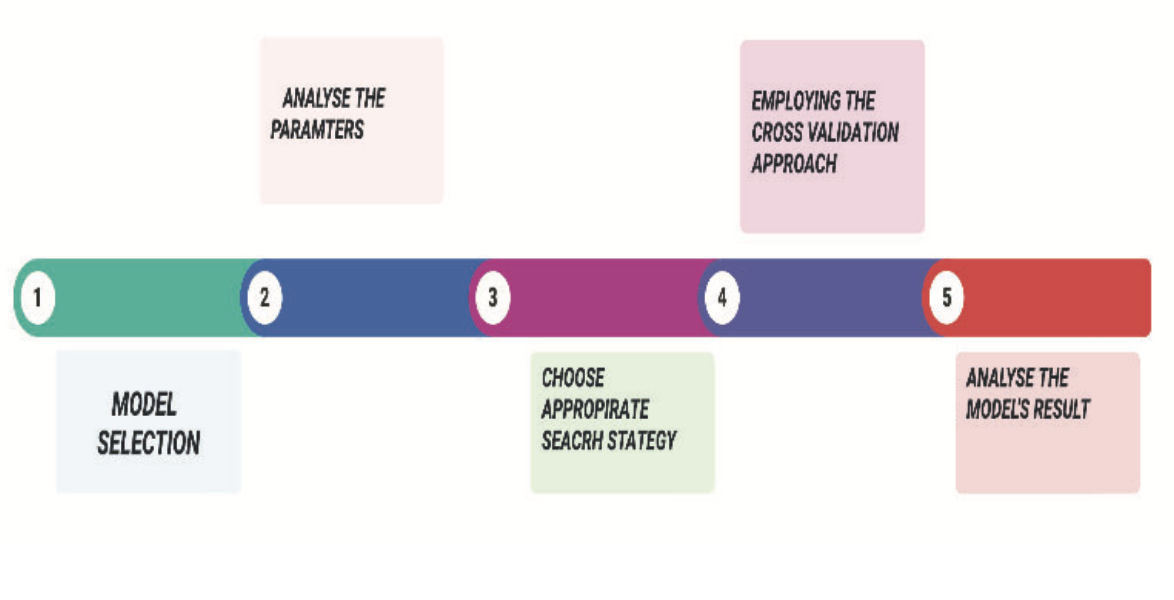 ANALYSE THE
PARAMTERS
EMPLOYING THE
CROSS VALIDATION
APPROACH
1
2
3
4
5
MODEL
SELECTION
CHOOSE
APPROPIRATE
SEACRH STATEGY
ANALYSE THE
MODEL'S RESULT